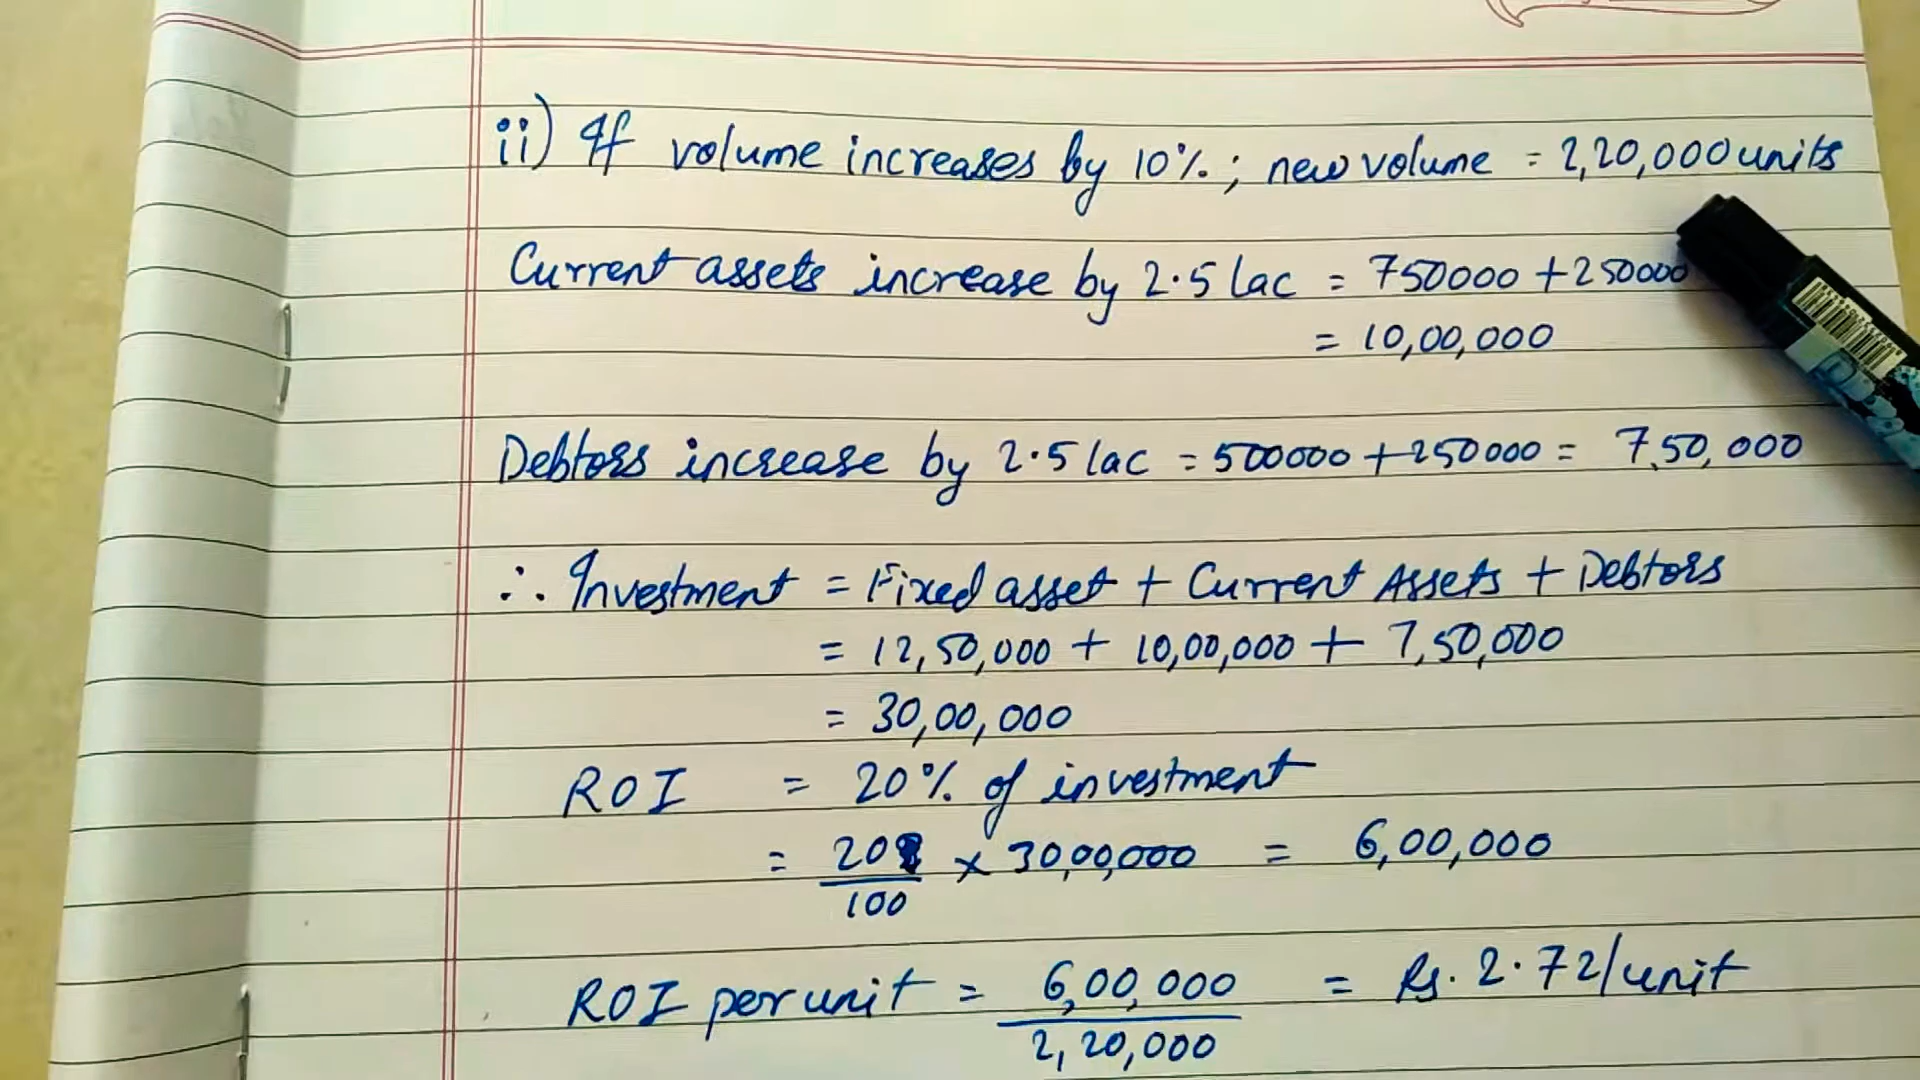 ii) If volume increases by 10%; new volume = 2,20,000 units
Current assets increase by 2.5 lac = 750000 + 250000
= 10,00,000
Debtors increase by 2.5 lac = 500000 + 250000 = 7,50,000
∴ Investment = Fixed asset + Current Assets + Debtors
= 12,50,000 + 10,00,000 + 7,50,000
= 30,00,000
ROI = 20% of investment
= 20/100 × 30,00,000 = 6,00,000
ROI per unit = 6,00,000/2,20,000 = Rs. 2.72/unit